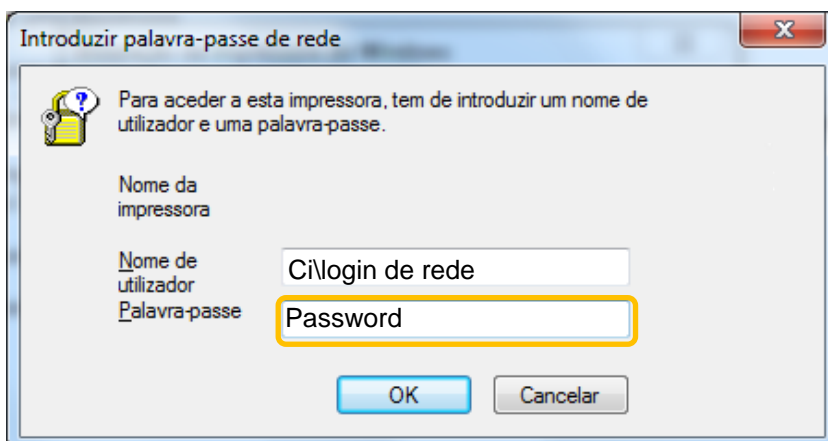 Introduzir palavra-passe de rede
Para aceder a esta impressora, tem de introduzir um nome de
utilizador e uma palavra-passe.
Nome da
impressora
Nome de
utilizador
Ci\login de rede
Palavra-passe
Password
OK
Cancelar